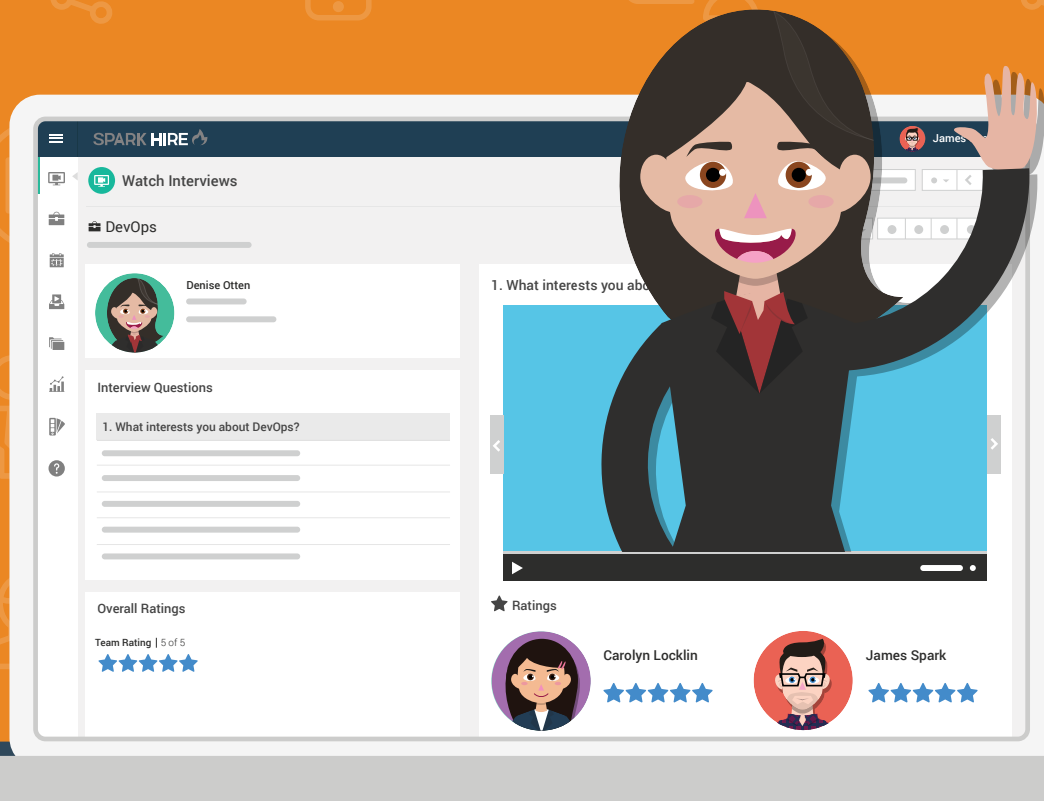 SPARK HIRE
James
Watch Interviews
DevOps
Denise Otten
Interview Questions
1. What interests you about DevOps?
Overall Ratings
Team Rating | 5 of 5
1. What interests you
Ratings
Carolyn Locklin
James Spark